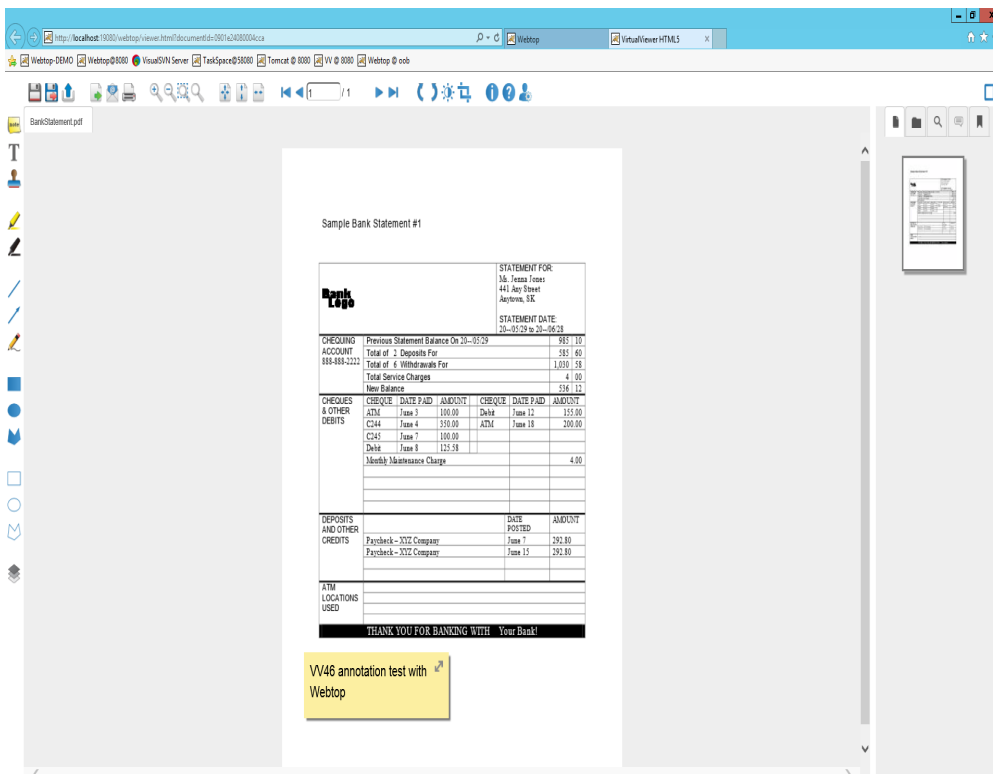 http://localhost:19080/webtop/viewer.html?documentId=0901e24080004cca
Webtop
VirtualViewer HTML5
Webtop-DEMO Webtop@8080 VisualSVN Server TaskSpace@58080 Tomcat @ 8080 VV @ 8080 Webtop @ oob
1 / 1
BankStatement.pdf
Sample Bank Statement #1
Bank
Logo
STATEMENT FOR:
Ms. Jenna Jones
441 Any Street
Anytown, SK
STATEMENT DATE:
20--/05/29 to 20--/06/28
CHEQUING
ACCOUNT
888-888-2222
Previous Statement Balance On 20--/05/29 985 10
Total of 2 Deposits For 585 60
Total of 6 Withdrawals For 1,030 58
Total Service Charges 4 00
New Balance 536 12
CHEQUES
& OTHER
DEBITS
CHEQUE DATE PAID AMOUNT CHEQUE DATE PAID AMOUNT
ATM June 3 100.00 Debit June 12 155.00
C244 June 4 350.00 ATM June 18 200.00
C245 June 7 100.00
Debit June 8 125.58
Monthly Maintenance Charge 4.00
DEPOSITS
AND OTHER
CREDITS
DATE
POSTED
AMOUNT
Paycheck – XYZ Company June 7 292.80
Paycheck – XYZ Company June 15 292.80
ATM
LOCATIONS
USED
THANK YOU FOR BANKING WITH Your Bank!
VV46 annotation test with
Webtop